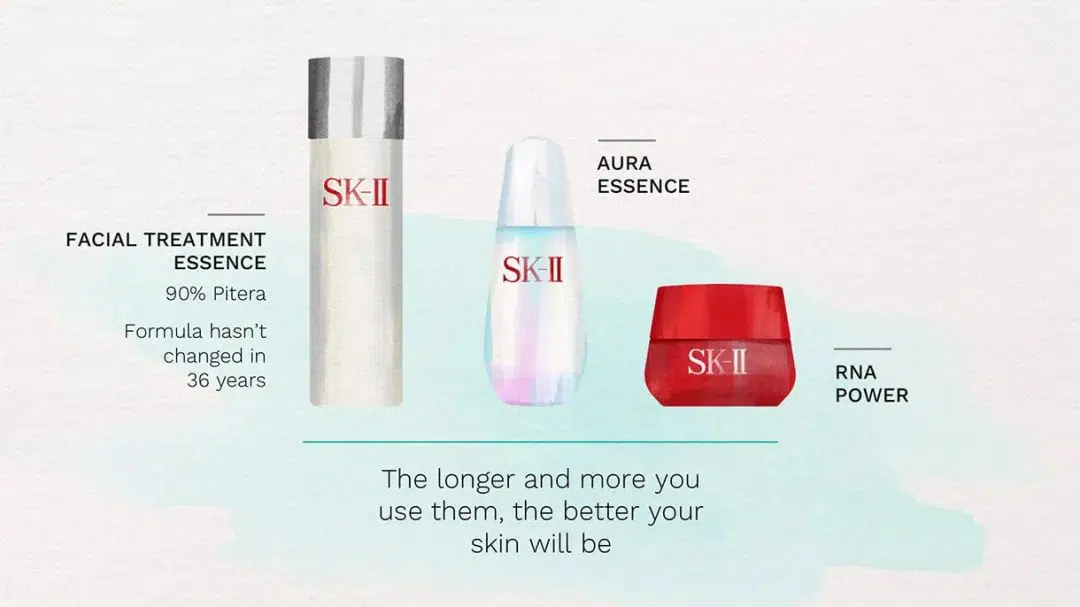 SK-II
FACIAL TREATMENT
ESSENCE
90% Pitera
Formula hasn't
changed in
36 years
SK-II
AURA
ESSENCE
SK-II
RNA
POWER
The longer and more you
use them, the better your
skin will be